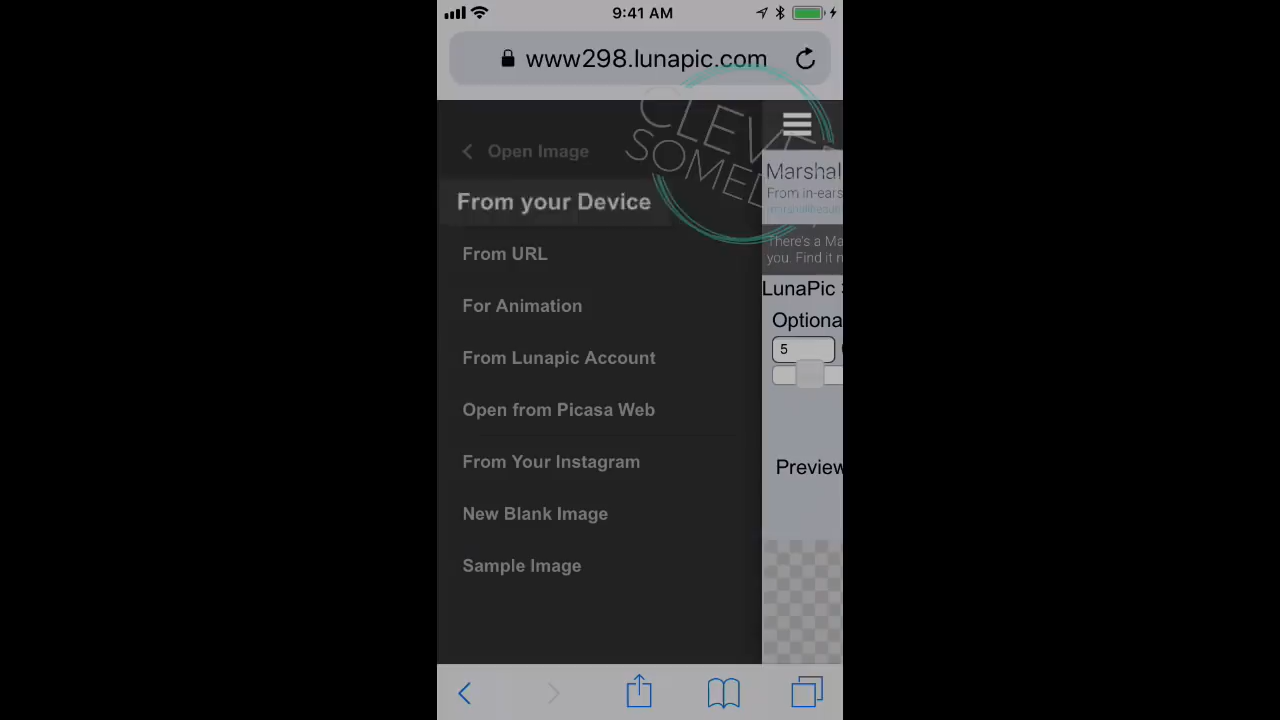 9:41 AM
www298.lunapic.com
CLEVE
SOME
Open Image
From your Device
From URL
For Animation
From Lunapic Account
Open from Picasa Web
From Your Instagram
New Blank Image
Sample Image
Marshal
From in-ears
There's a Ma
you. Find it n
LunaPic
Optiona
5
Preview